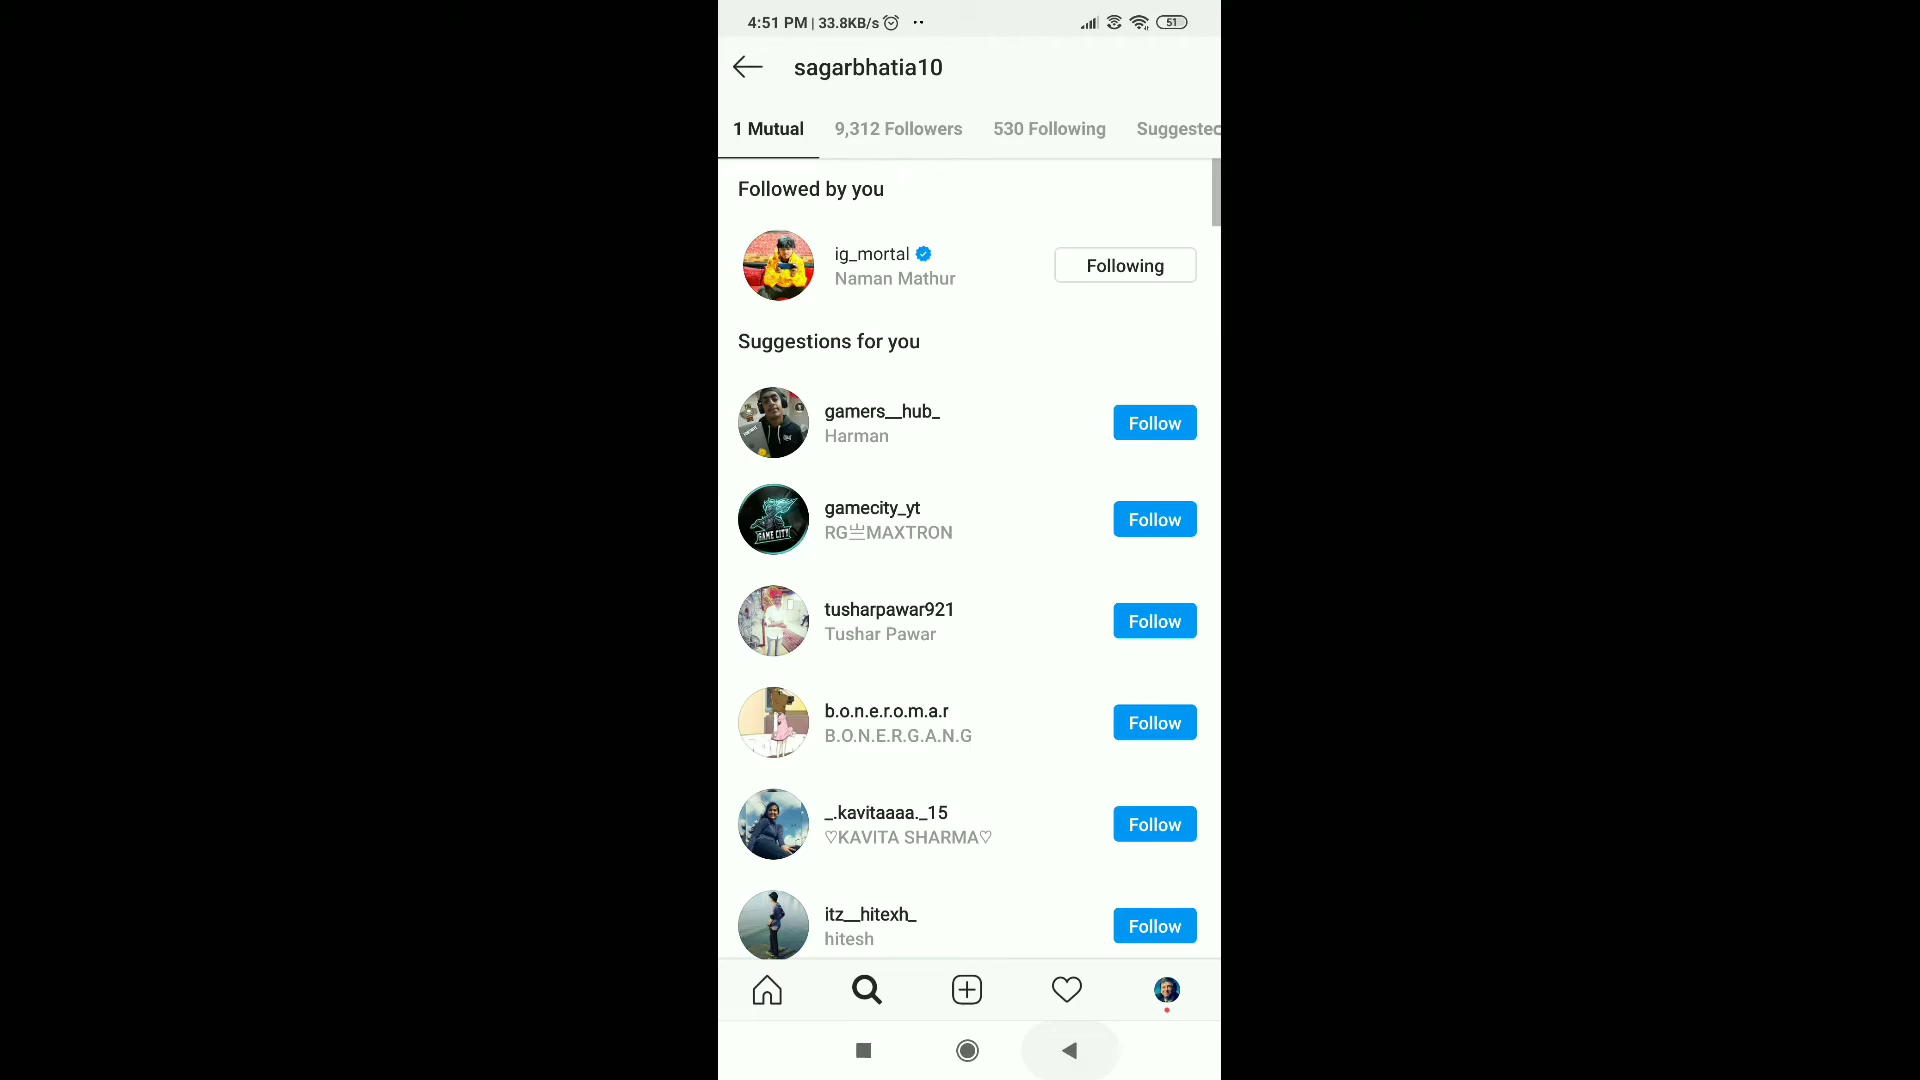 4:51 PM | 33.8KB/s
51
sagarbhatia10
1 Mutual 9,312 Followers 530 Following Suggested
Followed by you
ig_mortal
Naman Mathur
Following
Suggestions for you
gamers__hub_
Harman
Follow
gamecity_yt
RG亗MAXTRON
Follow
GAME CITY
tusharpawar921
Tushar Pawar
Follow
b.o.n.e.r.o.m.a.r
B.O.N.E.R.G.A.N.G
Follow
_.kavitaaaa._15
♡KAVITA SHARMA♡
Follow
itz__hitexh_
hitesh
Follow